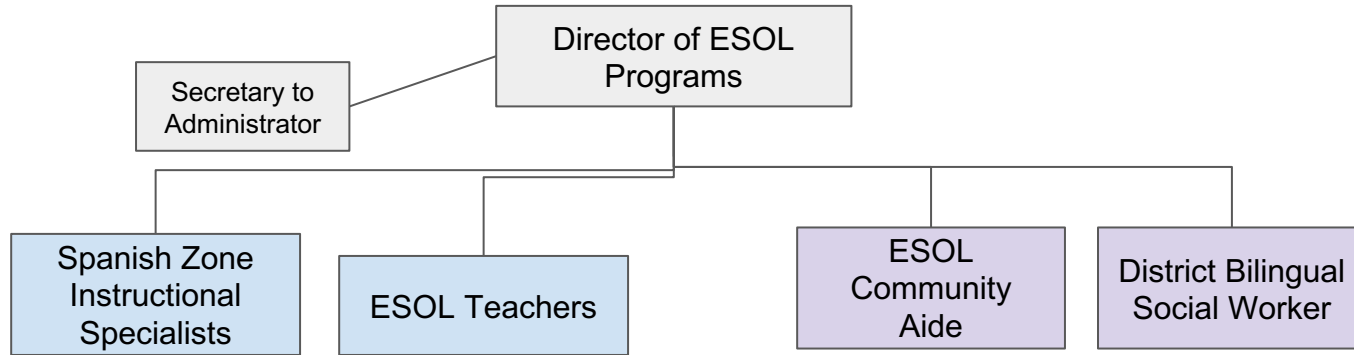 Director of ESOL
Programs
Secretary to
Administrator
Spanish Zone
Instructional
Specialists
ESOL Teachers
ESOL
Community
Aide
District Bilingual
Social Worker